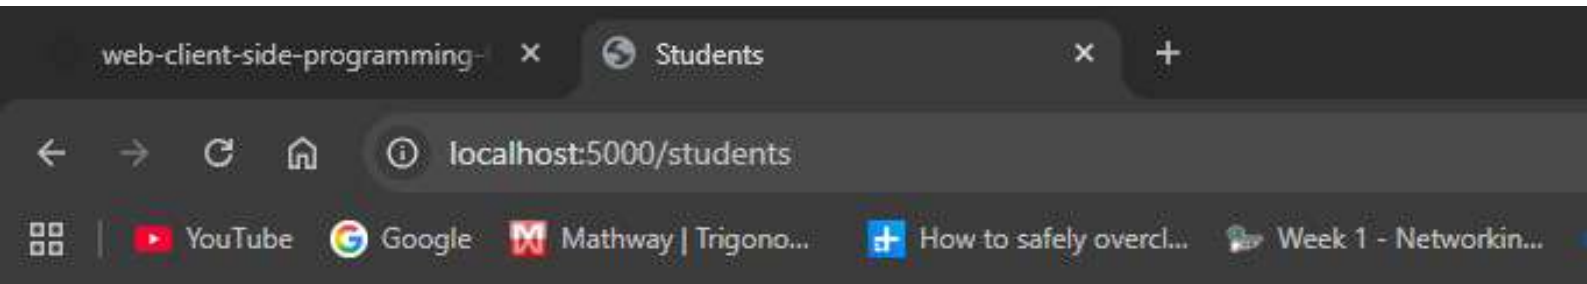 web-client-side-programming- Students
localhost:5000/students
YouTube Google Mathway | Trigono... How to safely overcl... Week 1 - Networkin...